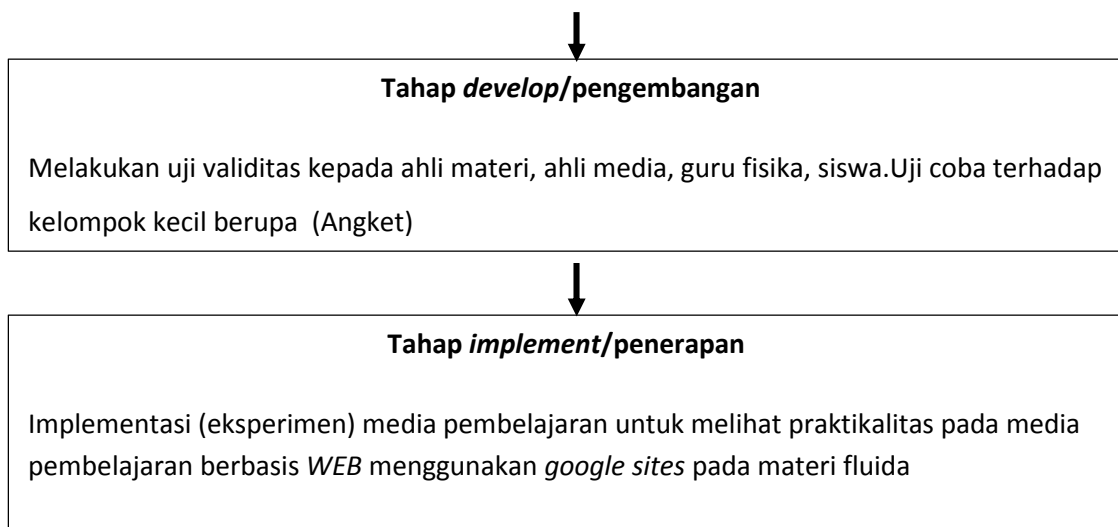 Tahap develop/pengembangan
Melakukan uji validitas kepada ahli materi, ahli media, guru fisika, siswa.Uji coba terhadap
kelompok kecil berupa  (Angket)
Tahap implement/penerapan
Implementasi (eksperimen) media pembelajaran untuk melihat praktikalitas pada media
pembelajaran berbasis WEB menggunakan google sites pada materi fluida